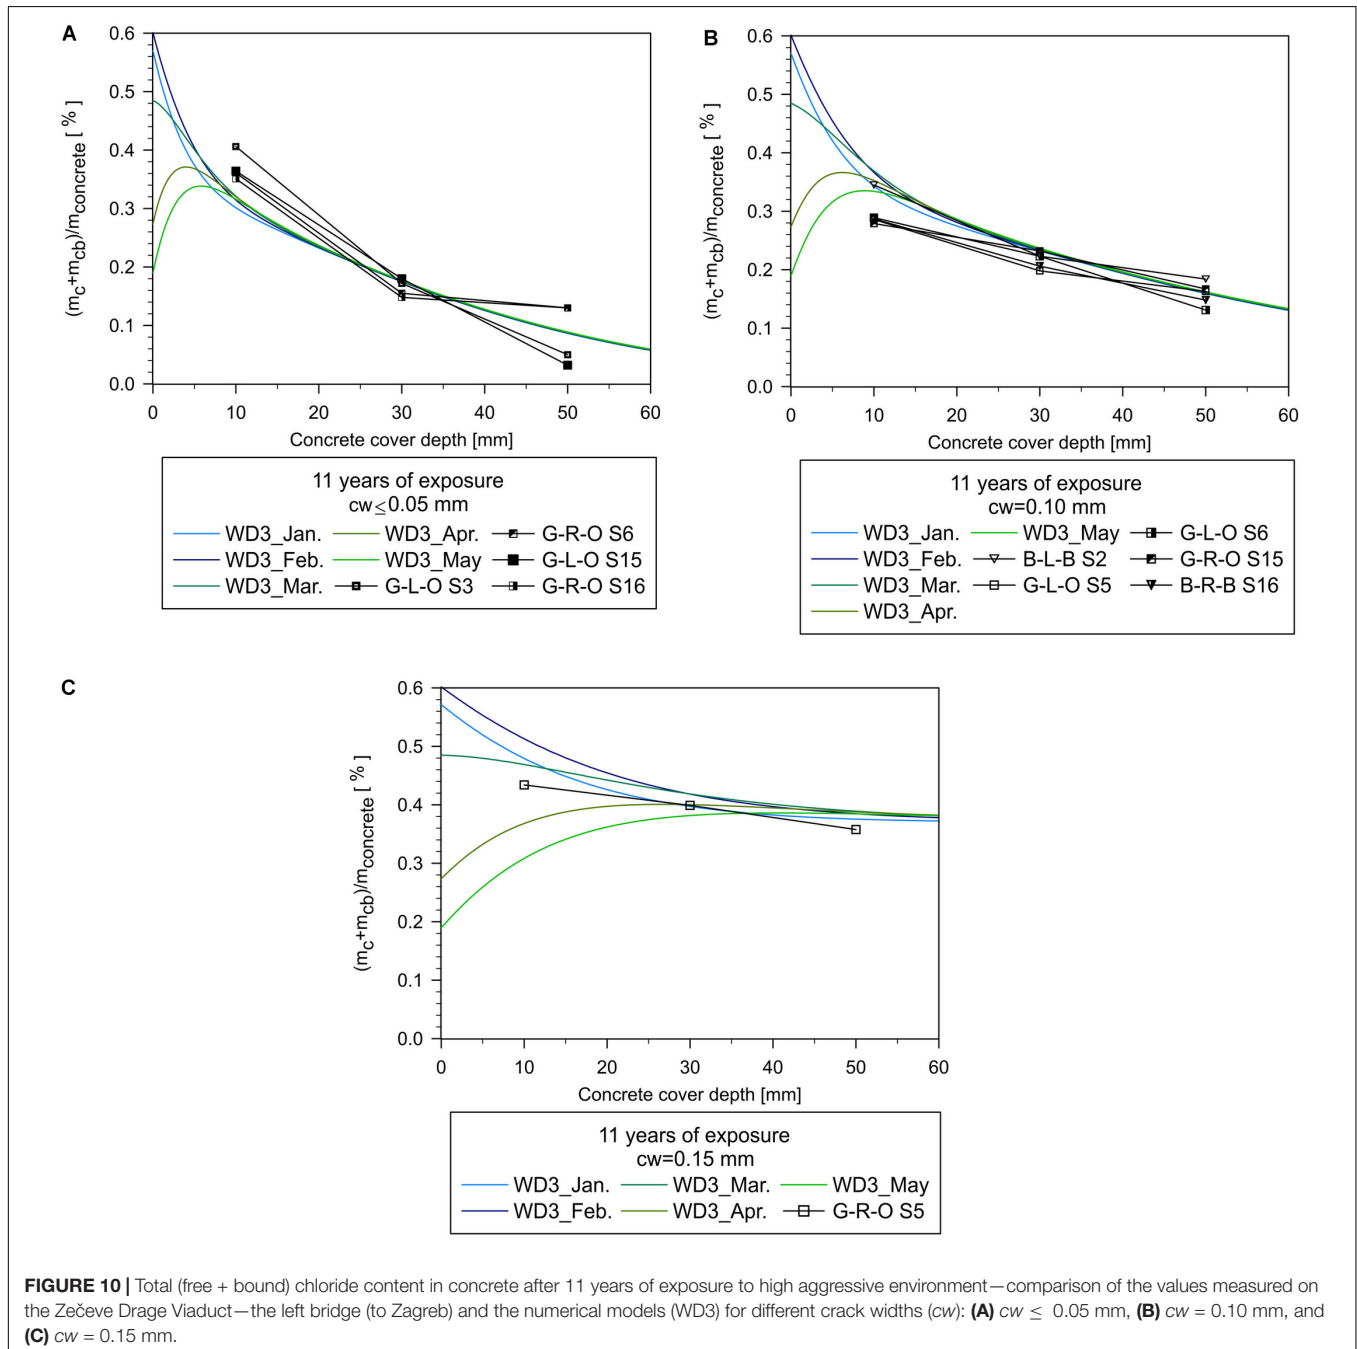 A
0.6
0.5
0.4
0.3
0.2
0.1
0.0
(mc+mcb)/mconcrete [ % ]
0 10 20 30 40 50 60
Concrete cover depth [mm]
11 years of exposure
cw≤0.05 mm
WD3_Jan. WD3_Apr. G-R-O S6
WD3_Feb. WD3_May G-L-O S15
WD3_Mar. G-L-O S3 G-R-O S16
B
0.6
0.5
0.4
0.3
0.2
0.1
0.0
(mc+mcb)/mconcrete [ % ]
0 10 20 30 40 50 60
Concrete cover depth [mm]
11 years of exposure
cw=0.10 mm
WD3_Jan. WD3_May G-L-O S6
WD3_Feb. B-L-B S2 G-R-O S15
WD3_Mar. G-L-O S5 B-R-B S16
WD3_Apr.
C
0.6
0.5
0.4
0.3
0.2
0.1
0.0
(mc+mcb)/mconcrete [ % ]
0 10 20 30 40 50 60
Concrete cover depth [mm]
11 years of exposure
cw=0.15 mm
WD3_Jan. WD3_Mar. WD3_May
WD3_Feb. WD3_Apr. G-R-O S5
FIGURE 10 | Total (free + bound) chloride content in concrete after 11 years of exposure to high aggressive environment—comparison of the values measured on
the Zečeve Drage Viaduct—the left bridge (to Zagreb) and the numerical models (WD3) for different crack widths (cw): (A) cw ≤ 0.05 mm, (B) cw = 0.10 mm, and
(C) cw = 0.15 mm.